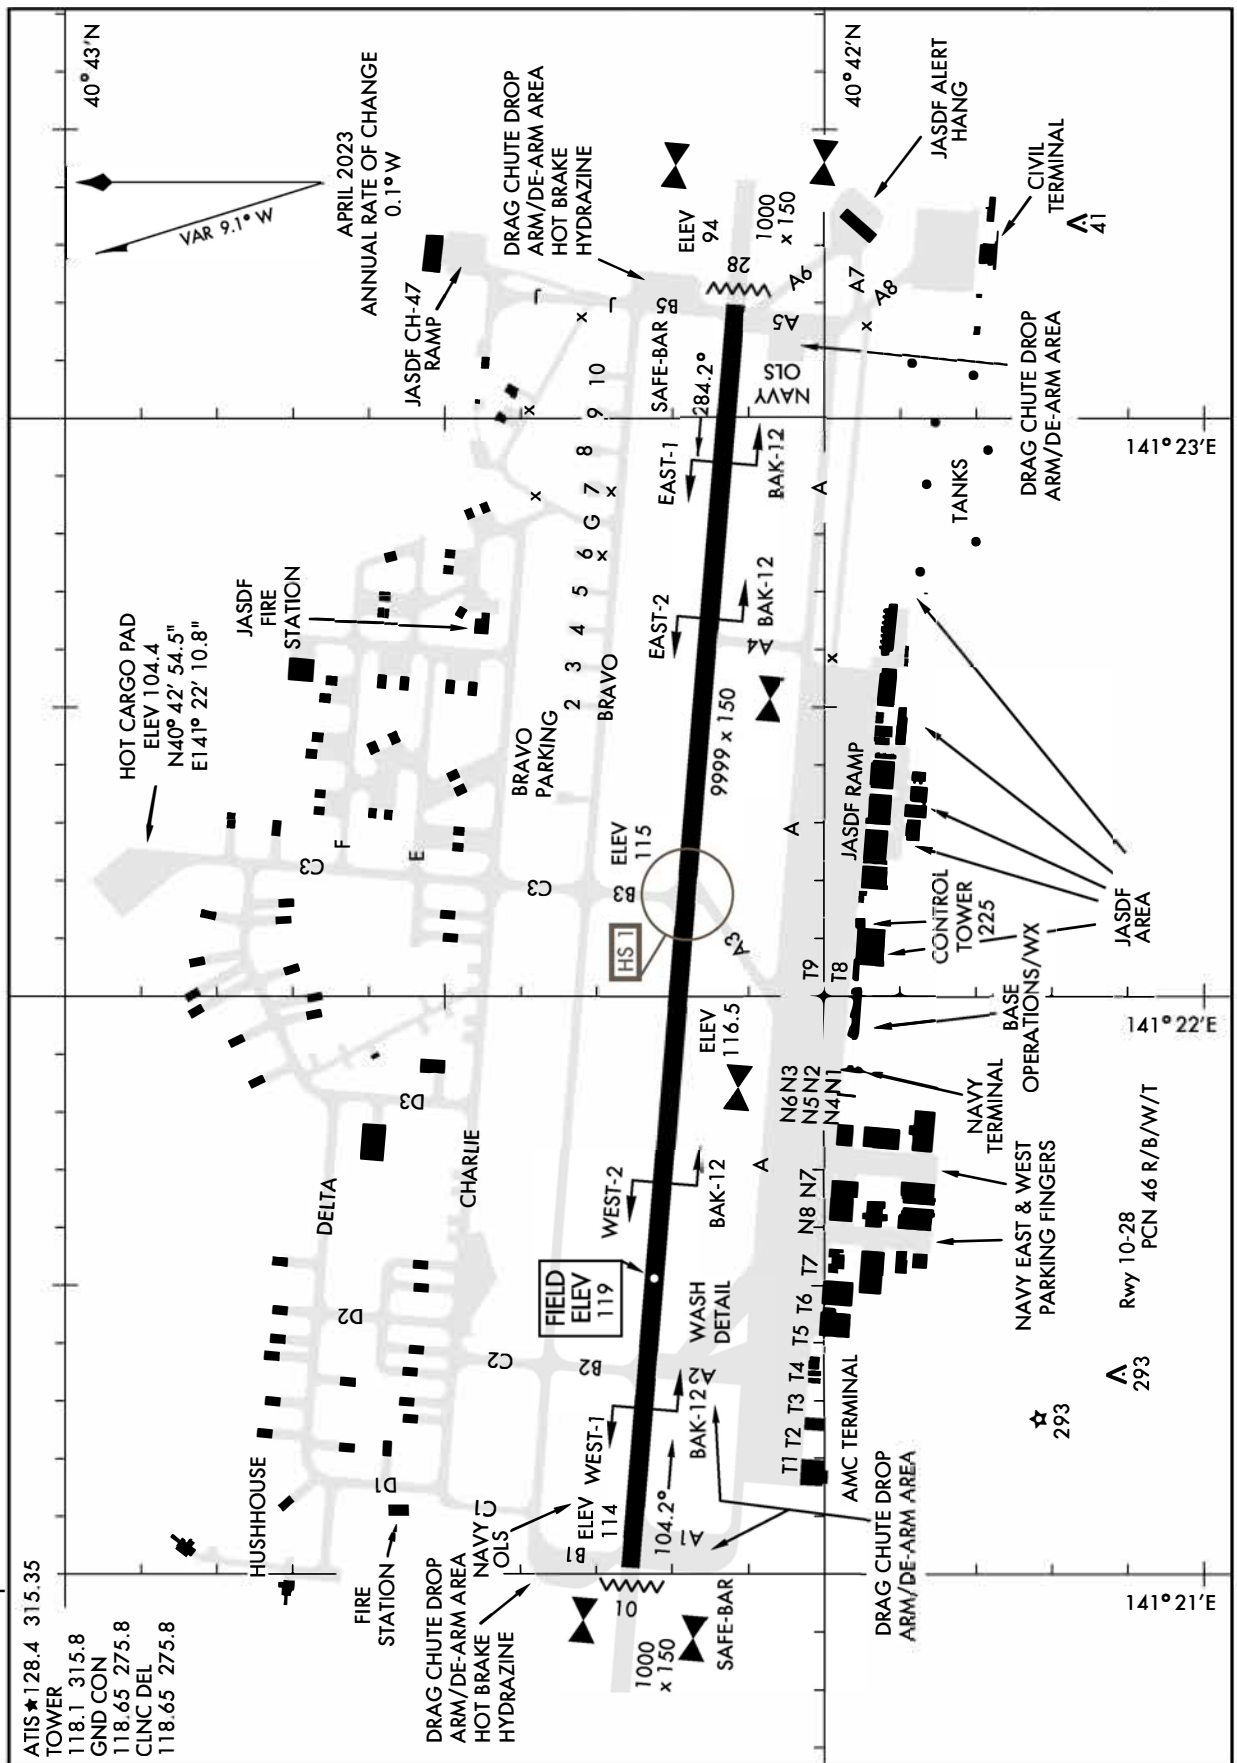 ATIS ★ 128.4 315.35
TOWER
118.1 315.8
GND CON
118.65 275.8
CLNC DEL
118.65 275.8
40° 43'N
VAR 9.1° W
APRIL 2023
ANNUAL RATE OF CHANGE
0.1° W
HOT CARGO PAD
ELEV 104.4
N40° 42' 54.5"
E141° 22' 10.8"
JASDF
FIRE
STATION
JASDF CH-47
RAMP
DRAG CHUTE DROP
ARM/DE-ARM AREA
HOT BRAKE
HYDRAZINE
HUSHHOUSE
FIRE
STATION
D1
D2
DELTA
D3
CHARLIE
C3
F
E
C3
J
J
C1
C2
BRAVO
PARKING
BRAVO
2
3
4
5
6
G
7
8
9
10
x
x
x
x
x
x
x
DRAG CHUTE DROP
ARM/DE-ARM AREA
HOT BRAKE
HYDRAZINE
NAVY
OLS
B1
ELEV
114
WEST-1
B2
FIELD
ELEV
119
WEST-2
HS 1
B3
ELEV
115
EAST-2
EAST-1
SAFE-BAR
B5
ELEV
94
10
1000
x 150
SAFE-BAR
104.2°
A1
BAK-12
A2
WASH
DETAIL
BAK-12
ELEV
116.5
A3
9999 x 150
A4
BAK-12
BAK-12
284.2°
NAVY
OLS
28
1000
x 150
A5
A6
A7
A8
A
A
A
T1 T2 T3 T4 T5 T6 T7 N8 N7
N6N3
N5N2
N4N1
T9
T8
AMC TERMINAL
JASDF RAMP
40° 42'N
JASDF ALERT
HANG
CIVIL
TERMINAL
41
DRAG CHUTE DROP
ARM/DE-ARM AREA
TANKS
CONTROL
TOWER
225
BASE
OPERATIONS/WX
NAVY
TERMINAL
NAVY EAST & WEST
PARKING FINGERS
JASDF
AREA
DRAG CHUTE DROP
ARM/DE-ARM AREA
293
293
Rwy 10-28
PCN 46 R/B/W/T
141° 21'E
141° 22'E
141° 23'E